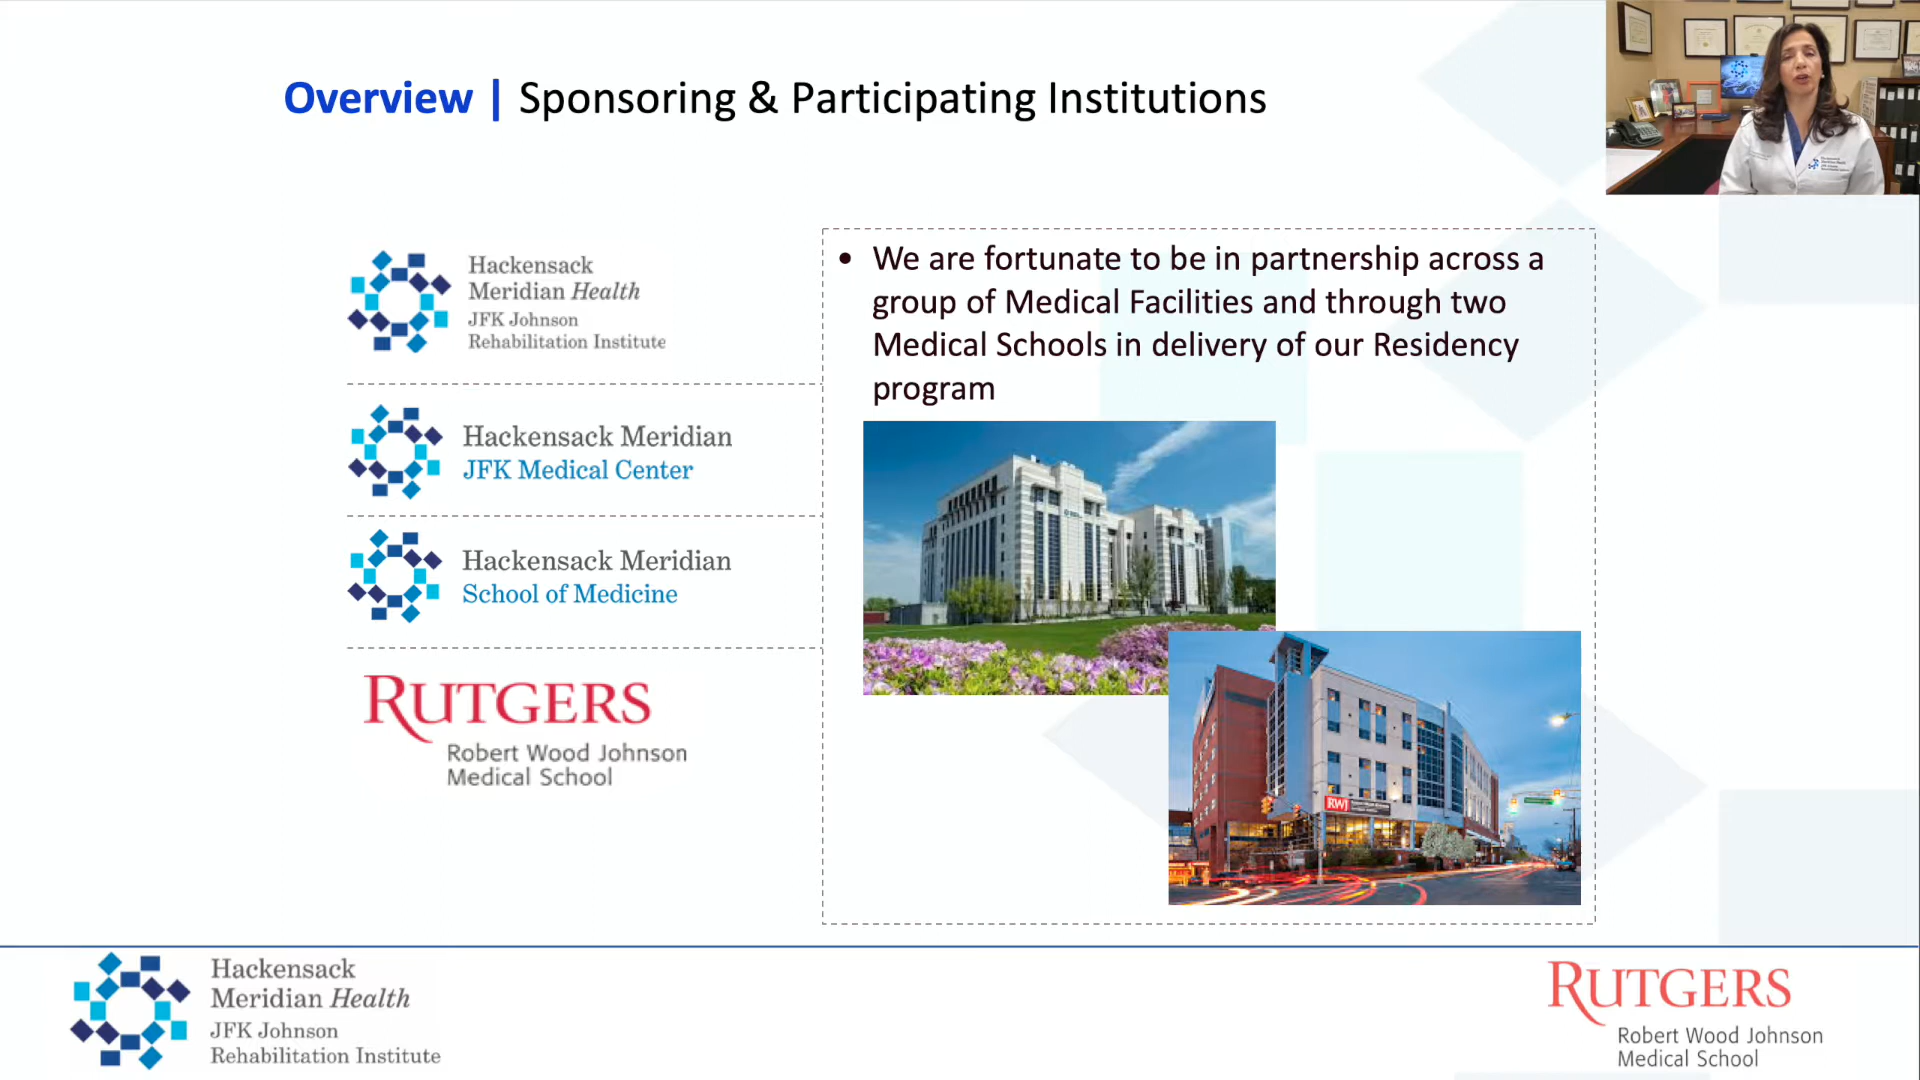 Overview | Sponsoring & Participating Institutions
Hackensack
Meridian Health
JFK Johnson
Rehabilitation Institute
Hackensack Meridian
JFK Medical Center
Hackensack Meridian
School of Medicine
RUTGERS
Robert Wood Johnson
Medical School
• We are fortunate to be in partnership across a
group of Medical Facilities and through two
Medical Schools in delivery of our Residency
program
RWJ
Hackensack
Meridian Health
JFK Johnson
Rehabilitation Institute
RUTGERS
Robert Wood Johnson
Medical School